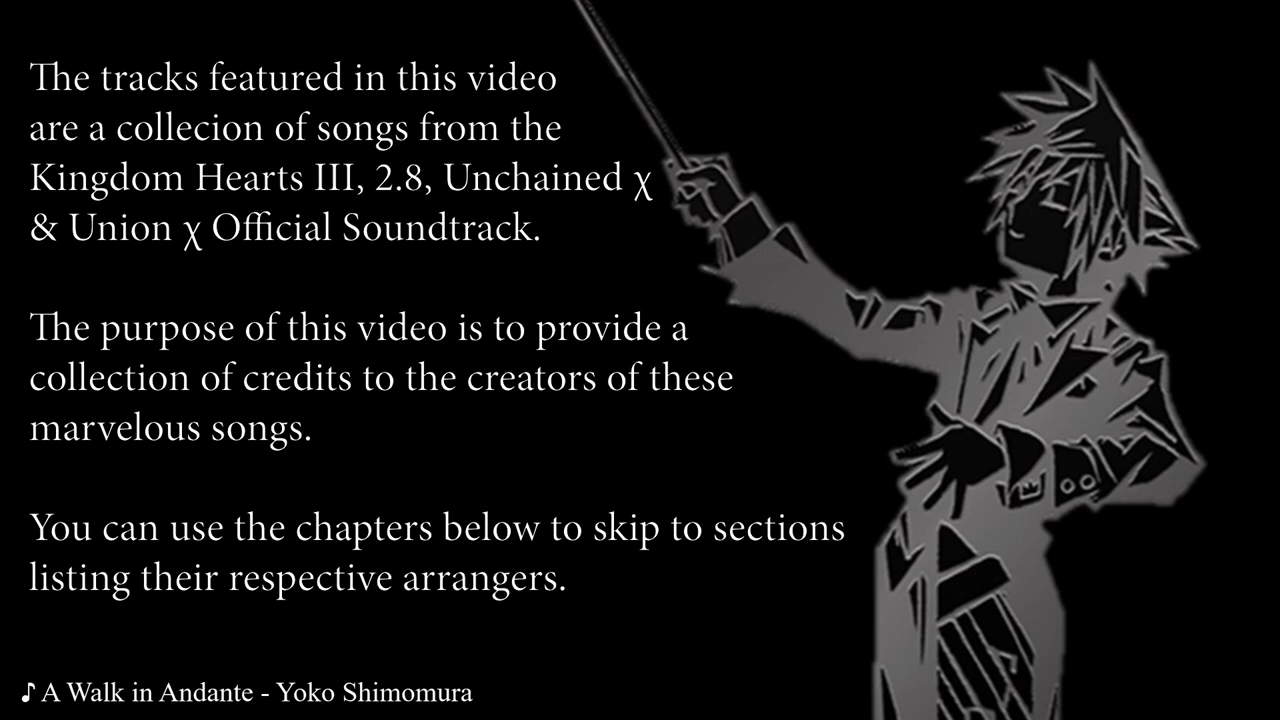 The tracks featured in this video
are a collecion of songs from the
Kingdom Hearts III, 2.8, Unchained χ
& Union χ Official Soundtrack.
The purpose of this video is to provide a
collection of credits to the creators of these
marvelous songs.
You can use the chapters below to skip to sections
listing their respective arrangers.
♪ A Walk in Andante - Yoko Shimomura